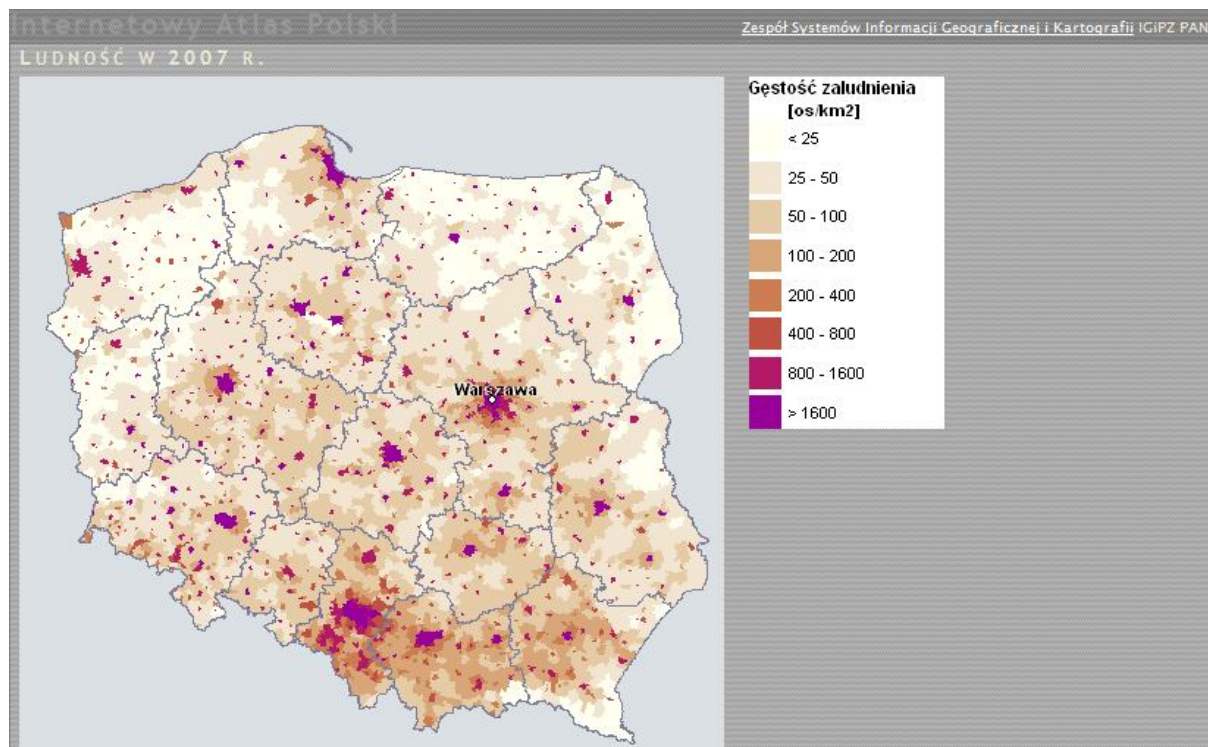 Internetowy Atlas Polski
Zespół Systemów Informacji Geograficznej i Kartografii IGiPZ PAN
LUDNOŚĆ W 2007 R.
Gęstość zaludnienia
[os/km2]
< 25
25 - 50
50 - 100
100 - 200
200 - 400
400 - 800
800 - 1600
> 1600
Warszawa